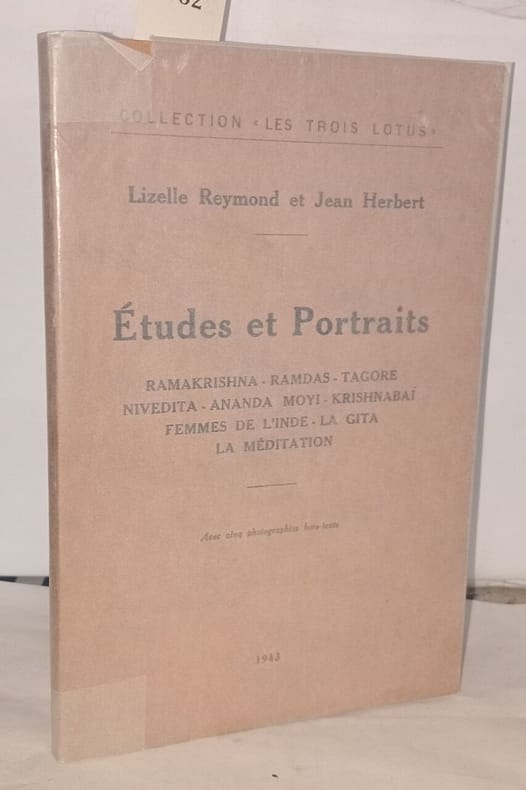 62
COLLECTION « LES TROIS LOTUS »
Lizelle Reymond et Jean Herbert
Études et Portraits
RAMAKRISHNA - RAMDAS - TAGORE
NIVEDITA - ANANDA MOYI - KRISHNABAÏ
FEMMES DE L'INDE - LA GITA
LA MÉDITATION
Avec cinq photographies hors-texte
1943